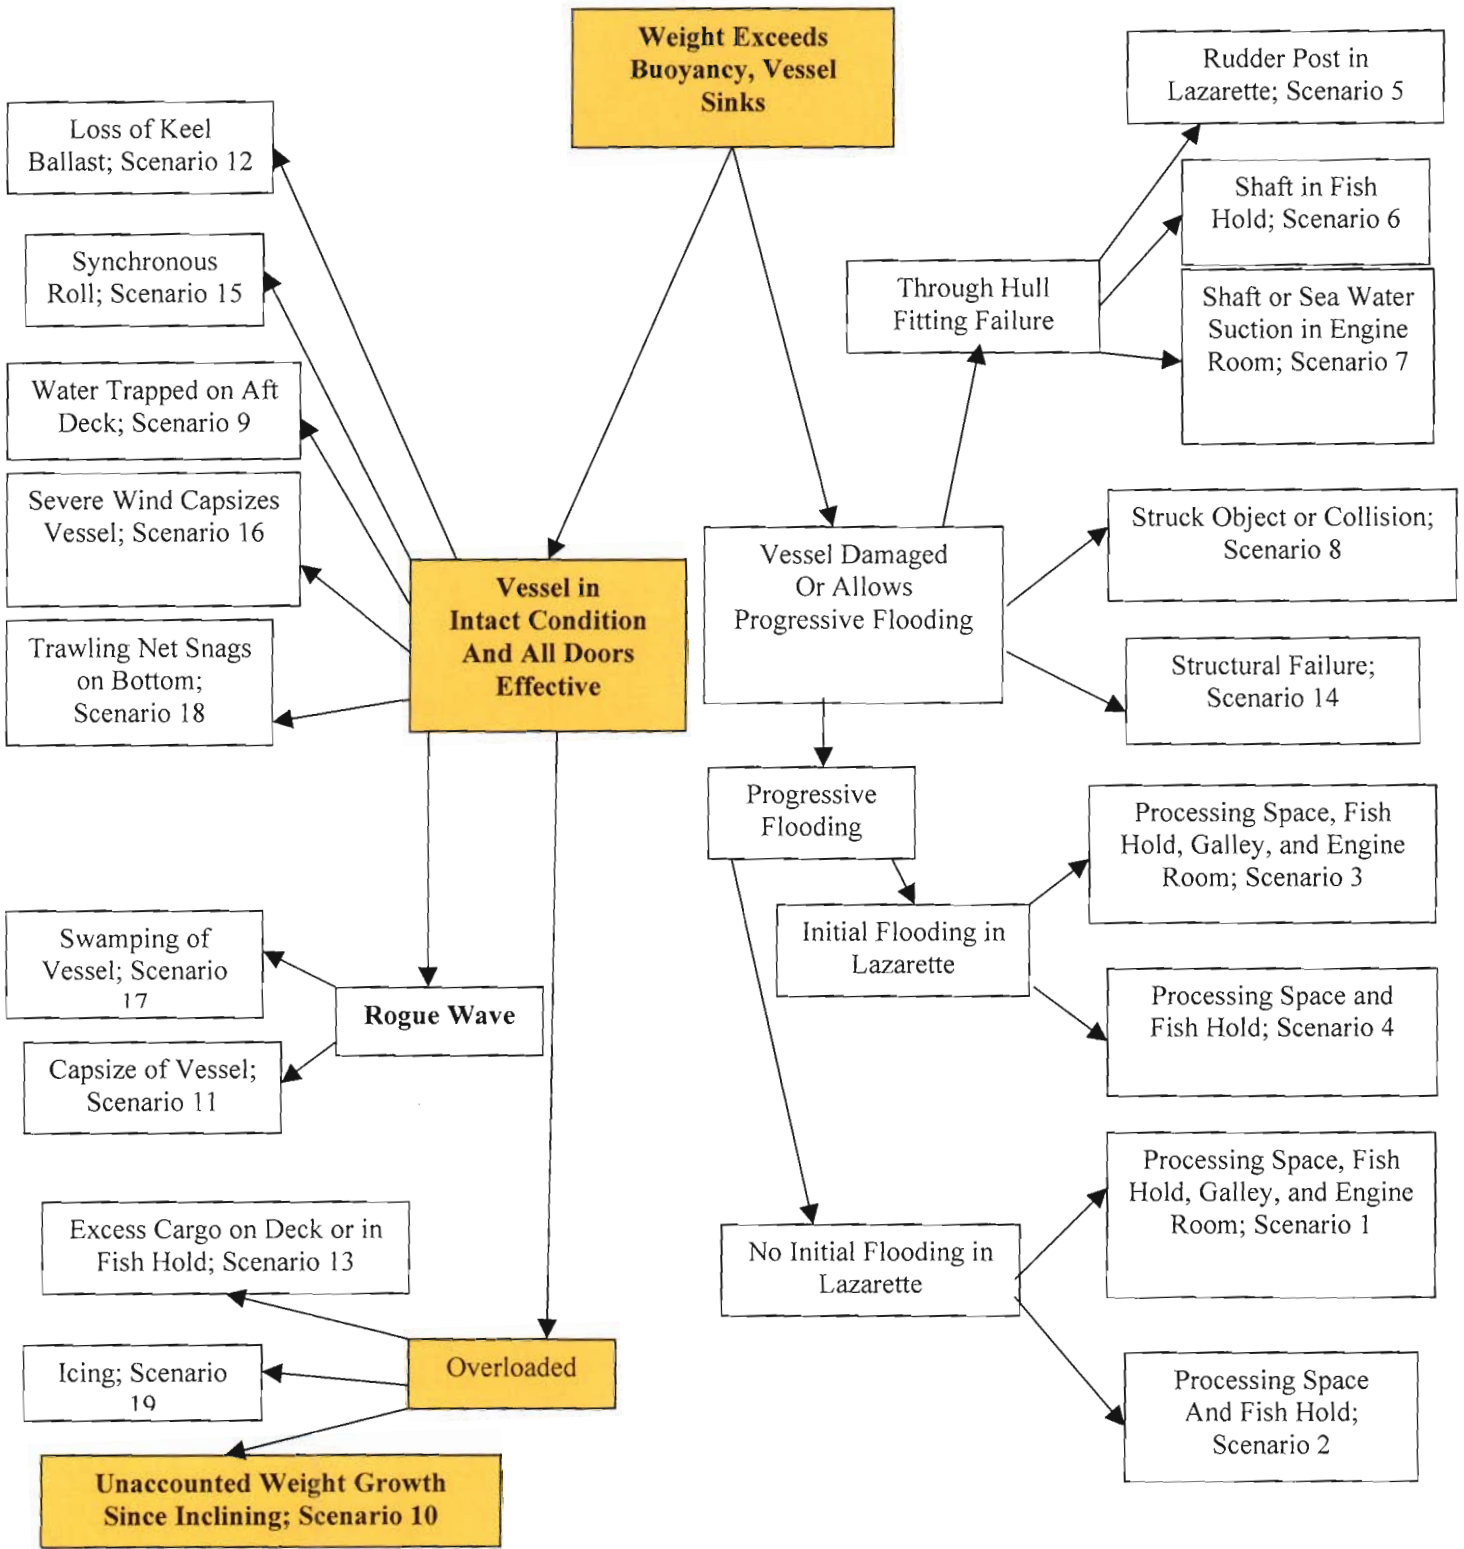 Weight Exceeds
Buoyancy, Vessel
Sinks
Rudder Post in
Lazarette; Scenario 5
Loss of Keel
Ballast; Scenario 12
Shaft in Fish
Hold; Scenario 6
Synchronous
Roll; Scenario 15
Through Hull
Fitting Failure
Shaft or Sea Water
Suction in Engine
Room; Scenario 7
Water Trapped on Aft
Deck; Scenario 9
Severe Wind Capsizes
Vessel; Scenario 16
Struck Object or Collision;
Scenario 8
Vessel Damaged
Or Allows
Progressive Flooding
Vessel in
Intact Condition
And All Doors
Effective
Trawling Net Snags
on Bottom;
Scenario 18
Structural Failure;
Scenario 14
Progressive
Flooding
Processing Space, Fish
Hold, Galley, and Engine
Room; Scenario 3
Initial Flooding in
Lazarette
Swamping of
Vessel; Scenario
17
Rogue Wave
Processing Space and
Fish Hold; Scenario 4
Capsize of Vessel;
Scenario 11
Processing Space, Fish
Hold, Galley, and Engine
Room; Scenario 1
Excess Cargo on Deck or in
Fish Hold; Scenario 13
No Initial Flooding in
Lazarette
Icing; Scenario
19
Overloaded
Processing Space
And Fish Hold;
Scenario 2
Unaccounted Weight Growth
Since Inclining; Scenario 10